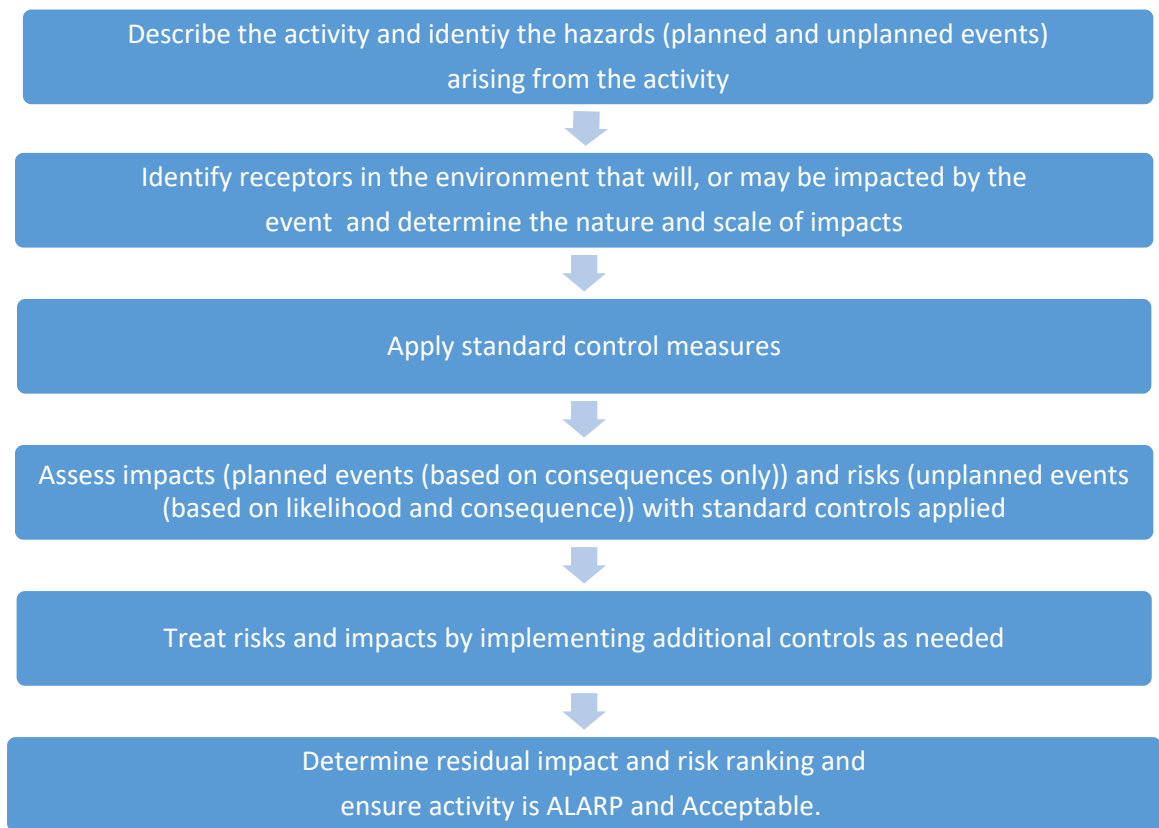 Describe the activity and identiy the hazards (planned and unplanned events)
arising from the activity
Identify receptors in the environment that will, or may be impacted by the
event and determine the nature and scale of impacts
Apply standard control measures
Assess impacts (planned events (based on consequences only)) and risks (unplanned events
(based on likelihood and consequence)) with standard controls applied
Treat risks and impacts by implementing additional controls as needed
Determine residual impact and risk ranking and
ensure activity is ALARP and Acceptable.